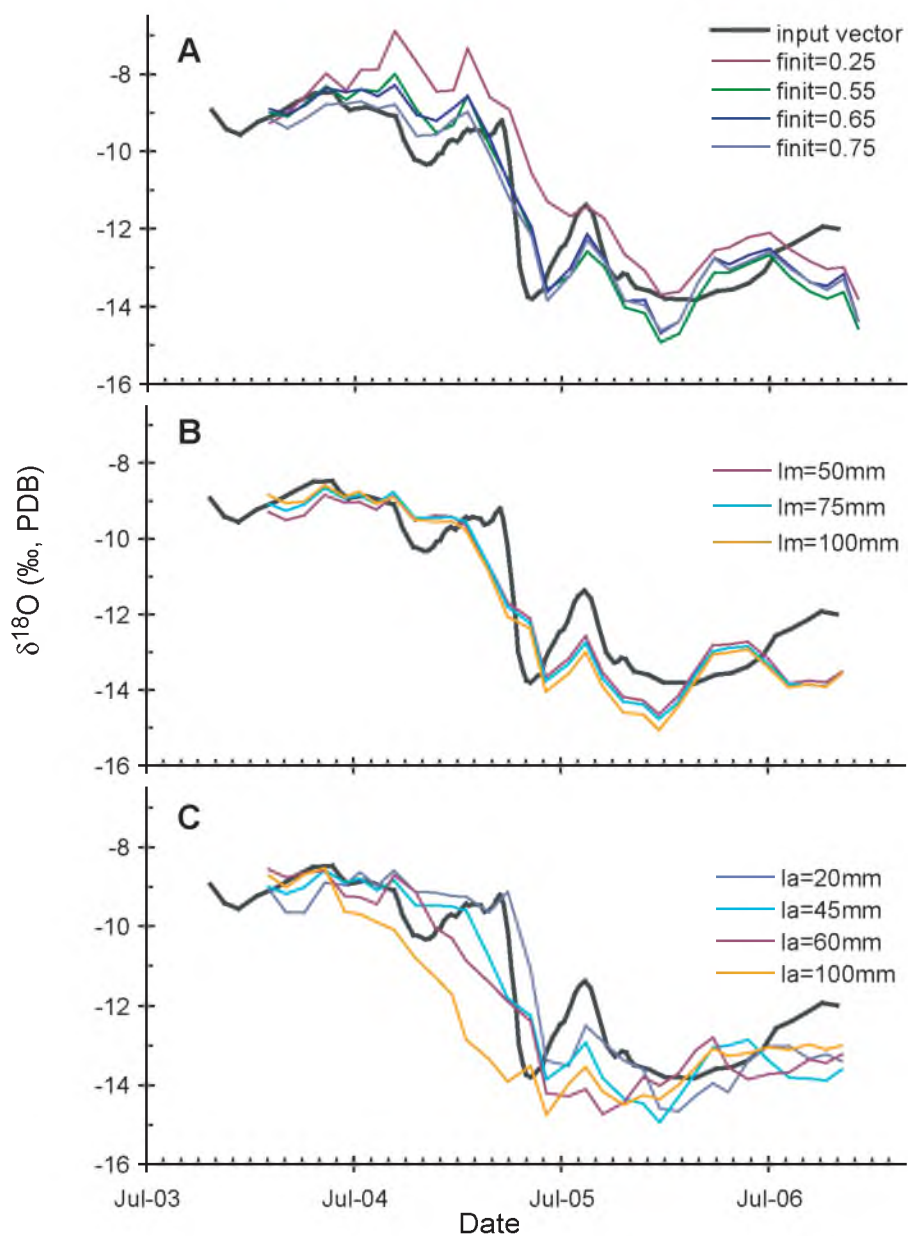 A
input vector
finit=0.25
finit=0.55
finit=0.65
finit=0.75
-8
-10
-12
-14
-16
B
lm=50mm
lm=75mm
lm=100mm
-8
-10
-12
-14
-16
δ18O (‰, PDB)
C
la=20mm
la=45mm
la=60mm
la=100mm
-8
-10
-12
-14
-16
Jul-03
Jul-04
Jul-05
Jul-06
Date